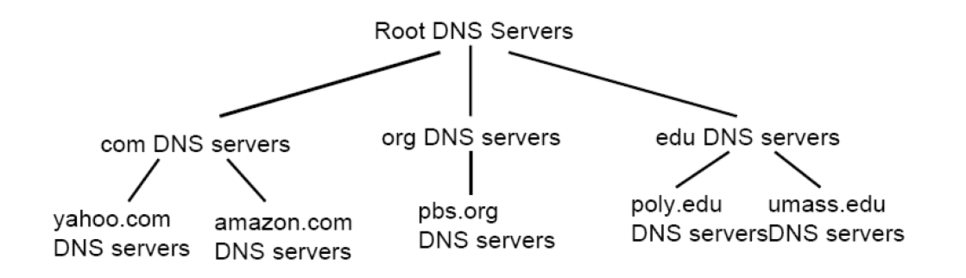 Root DNS Servers
com DNS servers
org DNS servers
edu DNS servers
yahoo.com
DNS servers
amazon.com
DNS servers
pbs.org
DNS servers
poly.edu
DNS servers
umass.edu
DNS servers